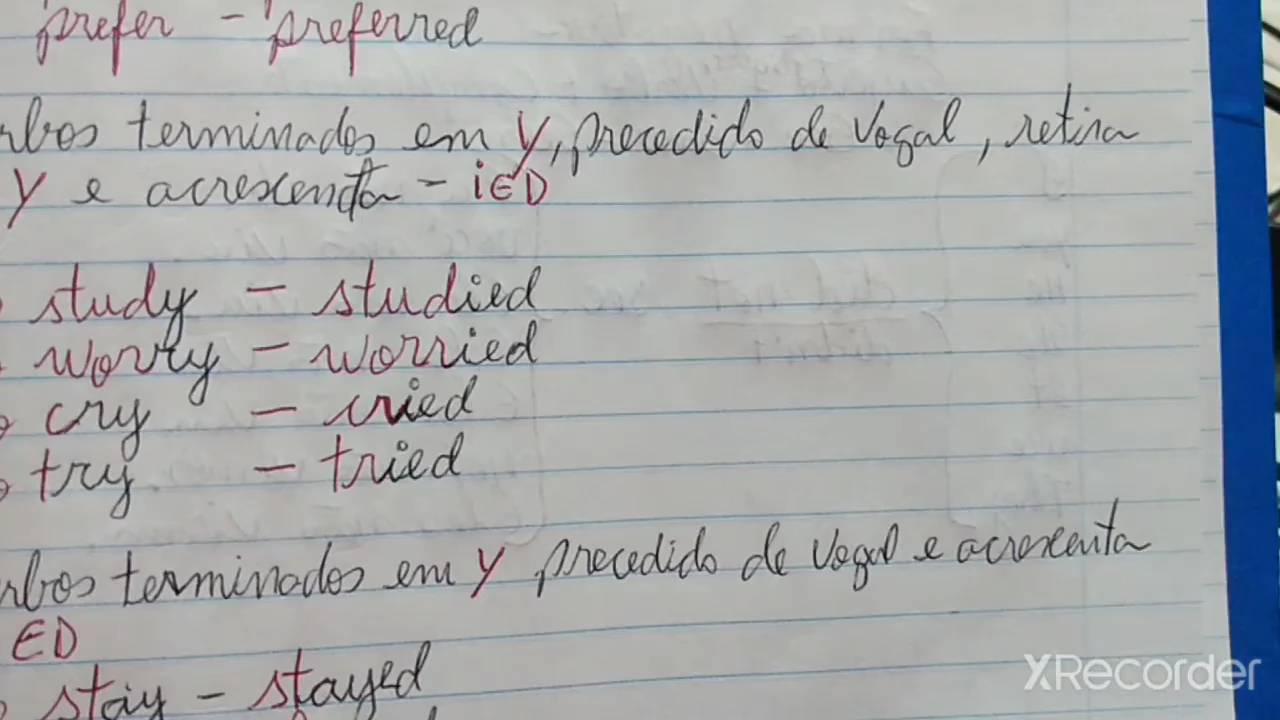 prefer - preferred
rbos terminados em y, precedido de vogal, retira
y e acrescenta - iED
study - studied
worry - worried
cry - cried
try - tried
rbos terminados em y precedido de vogal e acrescenta
ED
stay - stayed
XRecorder